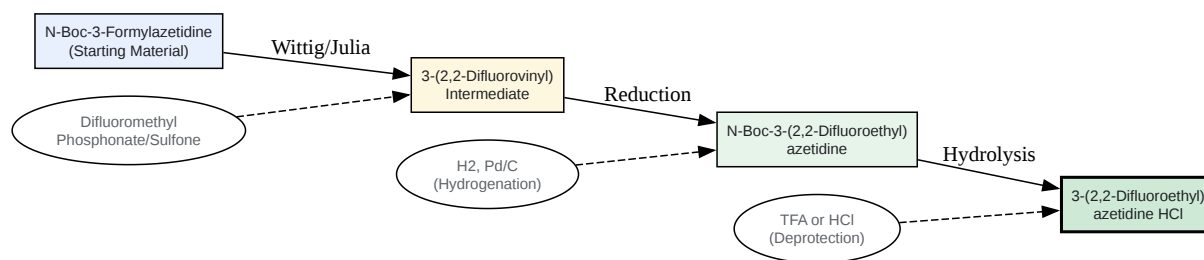 N-Boc-3-Formylazetidine
(Starting Material)
Wittig/Julia
Difluoromethyl
Phosphonate/Sulfone
3-(2,2-Difluorovinyl)
Intermediate
Reduction
H2, Pd/C
(Hydrogenation)
N-Boc-3-(2,2-Difluoroethyl)
azetidine
Hydrolysis
TFA or HCl
(Deprotection)
3-(2,2-Difluoroethyl)
azetidine HCl